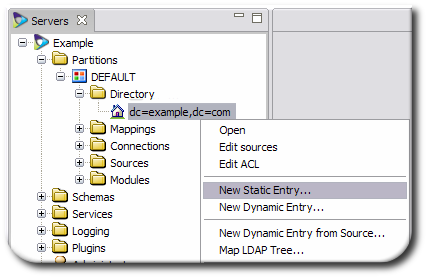 Servers
Example
Partitions
DEFAULT
Directory
dc=example,dc=com
Mappings
Connections
Sources
Modules
Schemas
Services
Logging
Plugins
Open
Edit sources
Edit ACL
New Static Entry...
New Dynamic Entry...
New Dynamic Entry from Source...
Map LDAP Tree...